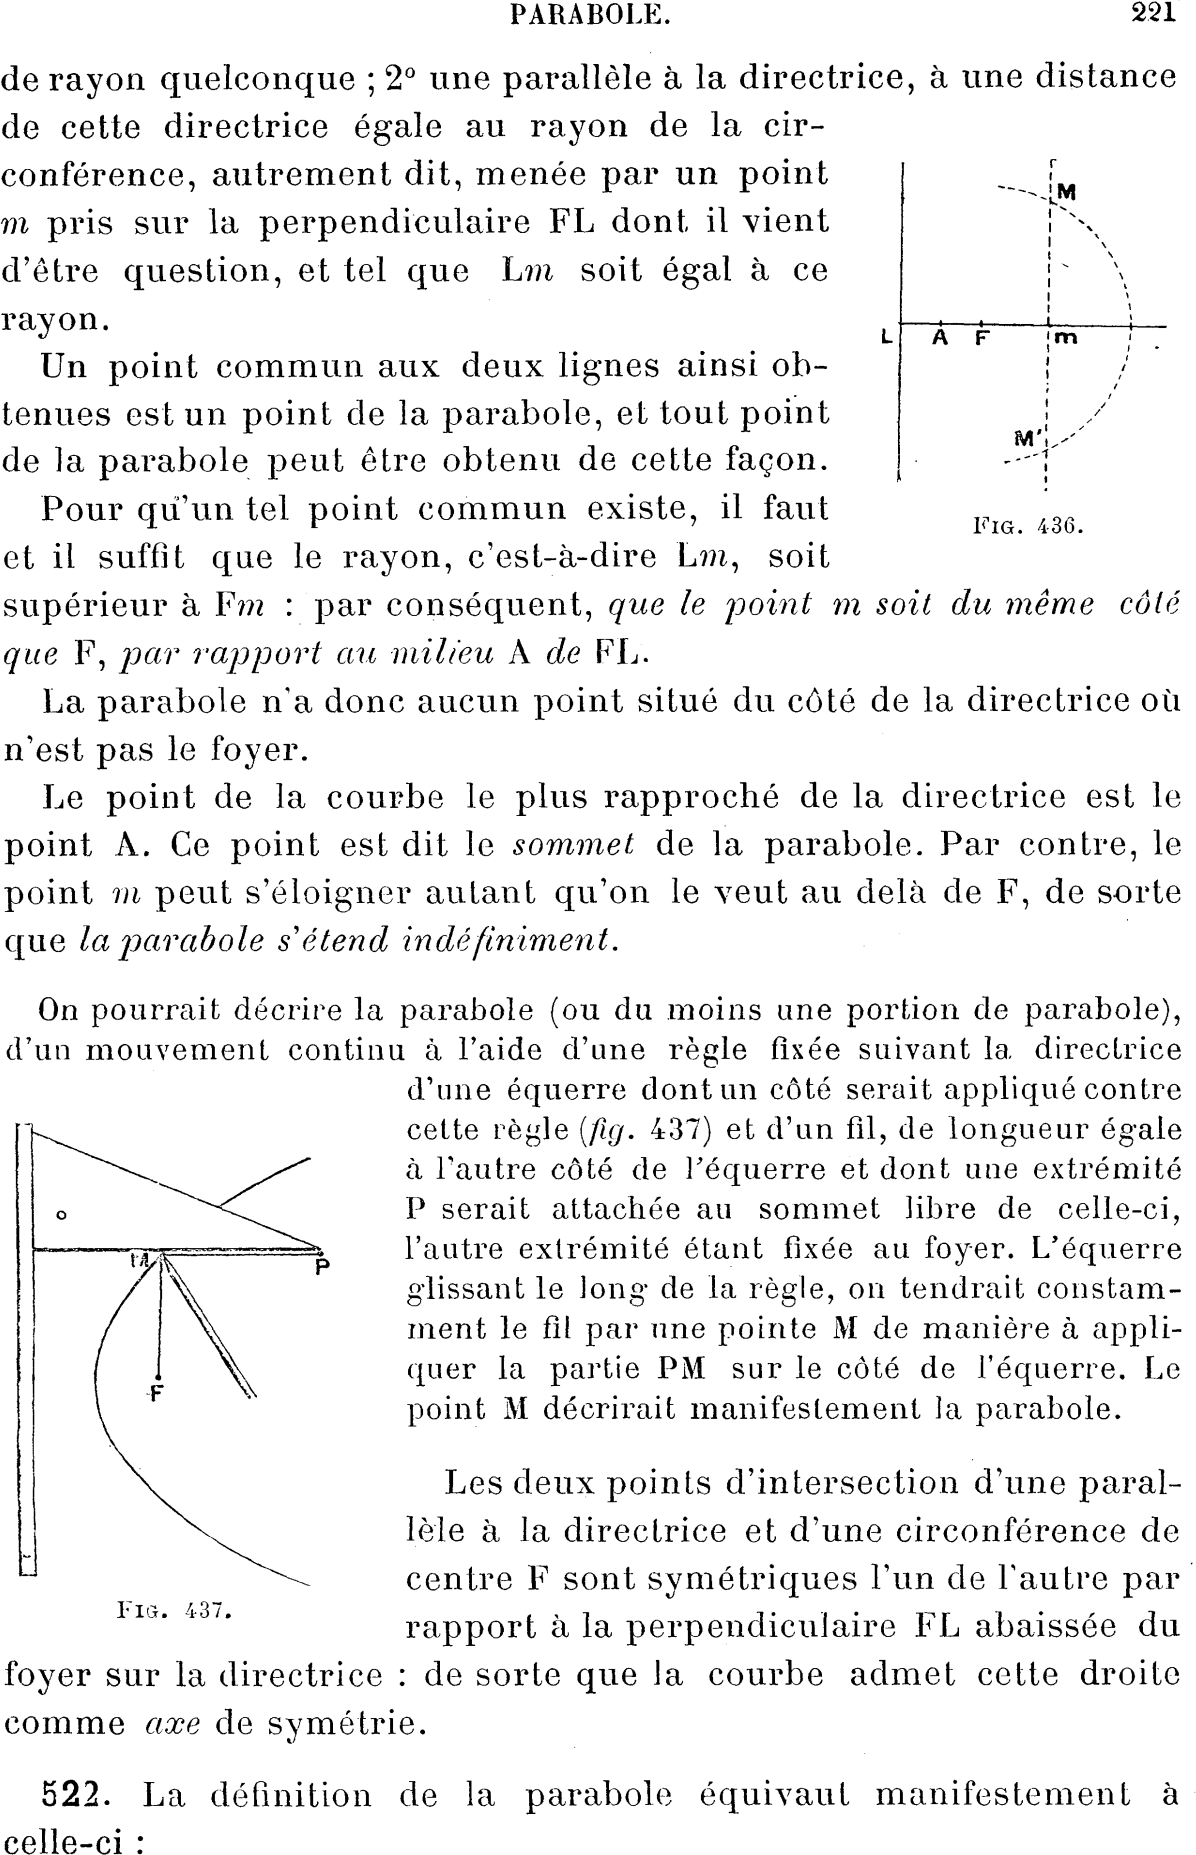 PARABOLE. 221
de rayon quelconque ; 2° une parallèle à la directrice, à une distance
de cette directrice égale au rayon de la cir-
conférence, autrement dit, menée par un point
m pris sur la perpendiculaire FL dont il vient
d'être question, et tel que Lm soit égal à ce
rayon.
Un point commun aux deux lignes ainsi ob-
tenues est un point de la parabole, et tout point
de la parabole peut être obtenu de cette façon.
Pour qu'un tel point commun existe, il faut
et il suffit que le rayon, c'est-à-dire Lm, soit
M
L A F m
M'
FIG. 436.
supérieur à Fm : par conséquent, que le point m soit du même côté
que F, par rapport au milieu A de FL.
La parabole n'a donc aucun point situé du côté de la directrice où
n'est pas le foyer.
Le point de la courbe le plus rapproché de la directrice est le
point A. Ce point est dit le sommet de la parabole. Par contre, le
point m peut s'éloigner autant qu'on le veut au delà de F, de sorte
que la parabole s'étend indéfiniment.
On pourrait décrire la parabole (ou du moins une portion de parabole),
d'un mouvement continu à l'aide d'une règle fixée suivant la directrice
d'une équerre dont un côté serait appliqué contre
cette règle (fig. 437) et d'un fil, de longueur égale
à l'autre côté de l'équerre et dont une extrémité
P serait attachée au sommet libre de celle-ci,
l'autre extrémité étant fixée au foyer. L'équerre
glissant le long de la règle, on tendrait constam-
ment le fil par une pointe M de manière à appli-
quer la partie PM sur le côté de l'équerre. Le
point M décrirait manifestement la parabole.
M P
F
FIG. 437.
Les deux points d'intersection d'une paral-
lèle à la directrice et d'une circonférence de
centre F sont symétriques l'un de l'autre par
rapport à la perpendiculaire FL abaissée du
foyer sur la directrice : de sorte que la courbe admet cette droite
comme axe de symétrie.
522. La définition de la parabole équivaut manifestement à
celle-ci :